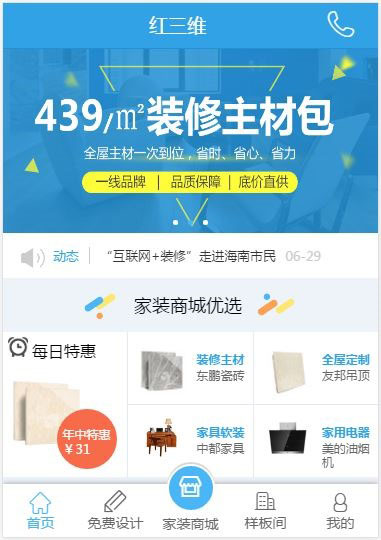 红三维
439/㎡装修主材包
全屋主材一次到位，省时、省心、省力
一线品牌 | 品质保障 | 底价直供
动态 “互联网+装修”走进海南市民 06-29
家装商城优选
每日特惠
年中特惠
¥31
装修主材
东鹏瓷砖
全屋定制
友邦吊顶
家具软装
中都家具
家用电器
美的油烟
机
首页 免费设计 家装商城 样板间 我的